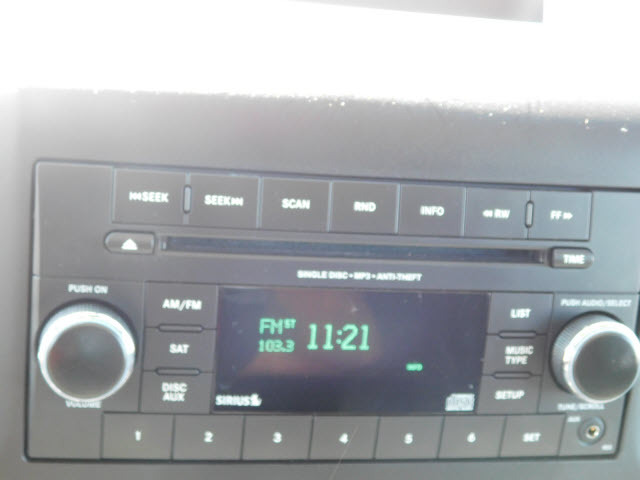 ⏮SEEK SEEK⏭ SCAN RND INFO ◀◀ RW FF ▶▶
TIME
SINGLE DISC • MP3 • ANTI-THEFT
PUSH ON
AM/FM
SAT
DISC
AUX
VOLUME
FM ST 11:21
103.3
INFO
SIRIUS
LIST
MUSIC
TYPE
SETUP
PUSH AUDIO/SELECT
TUNE/SCROLL
1 2 3 4 5 6 SET